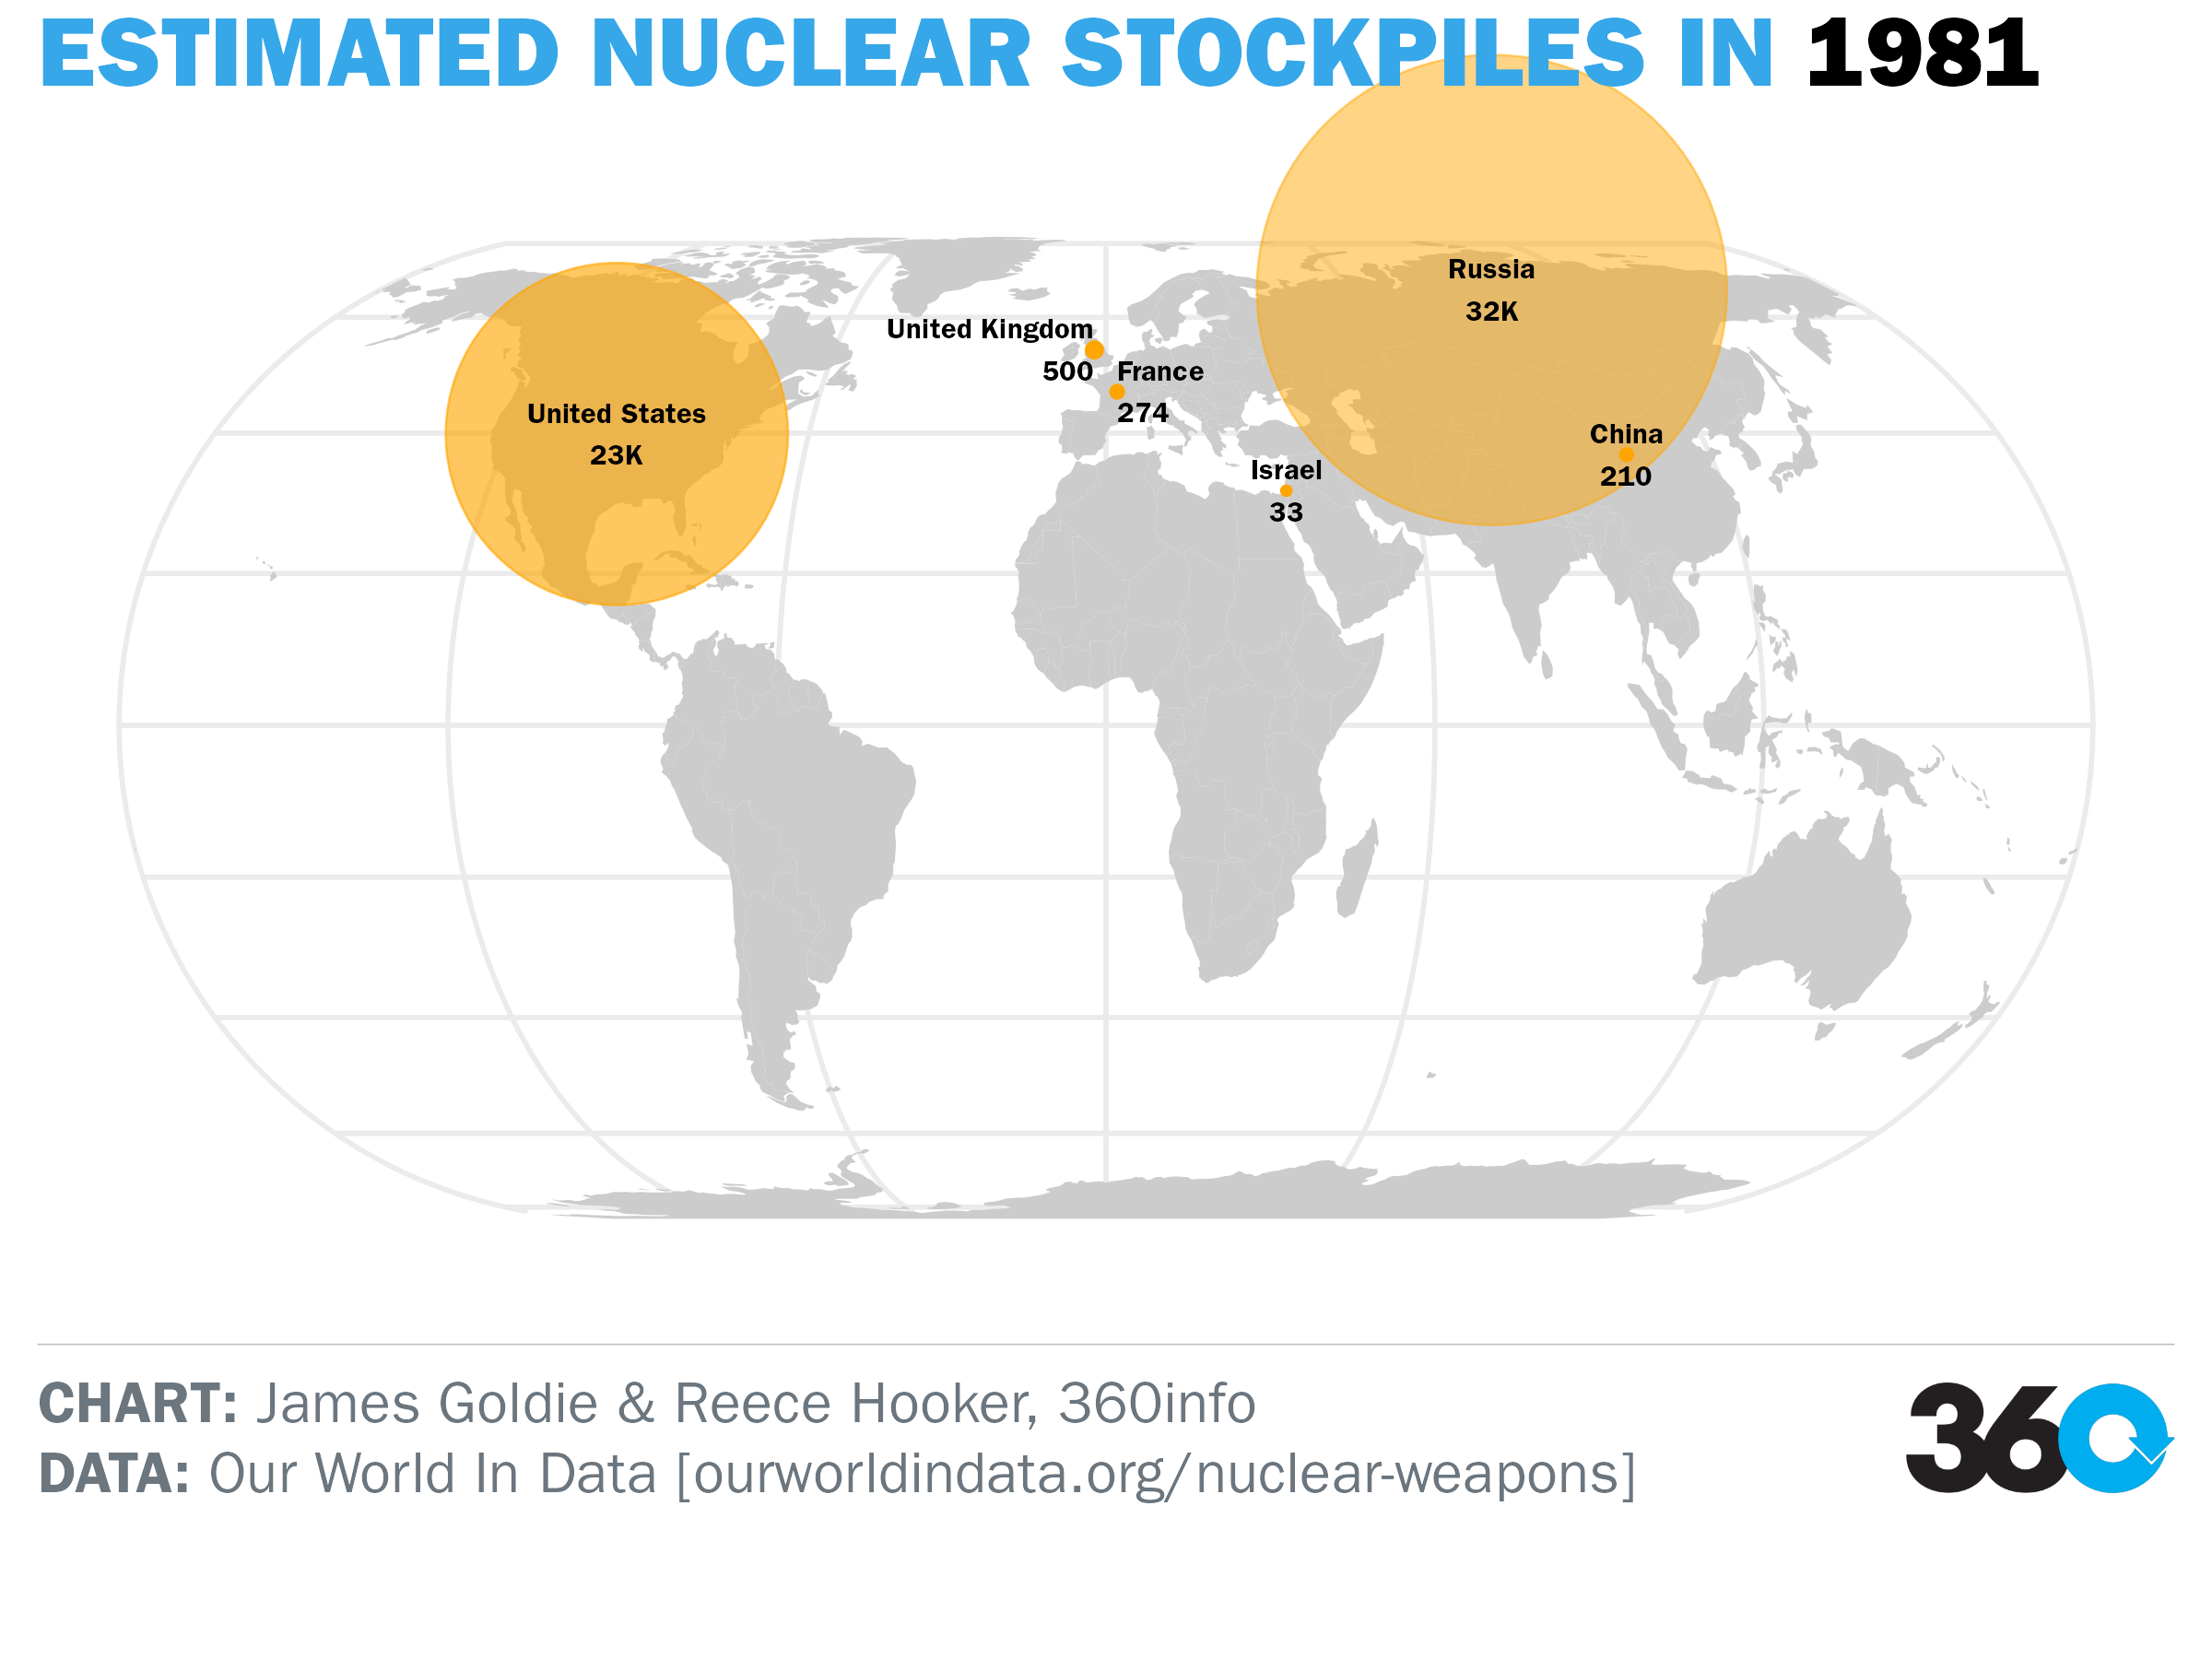 ESTIMATED NUCLEAR STOCKPILES IN 1981
Russia
32K
United Kingdom
500
France
274
United States
23K
China
210
Israel
33
CHART: James Goldie & Reece Hooker, 360info
DATA: Our World In Data [ourworldindata.org/nuclear-weapons]
360